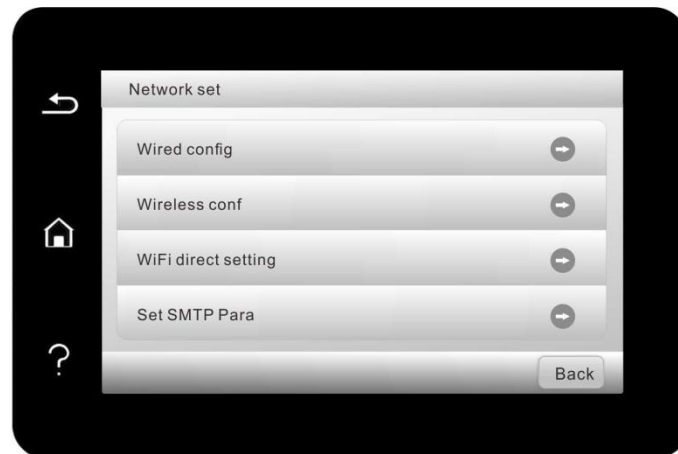 Network set
Wired config
Wireless conf
WiFi direct setting
Set SMTP Para
?
Back